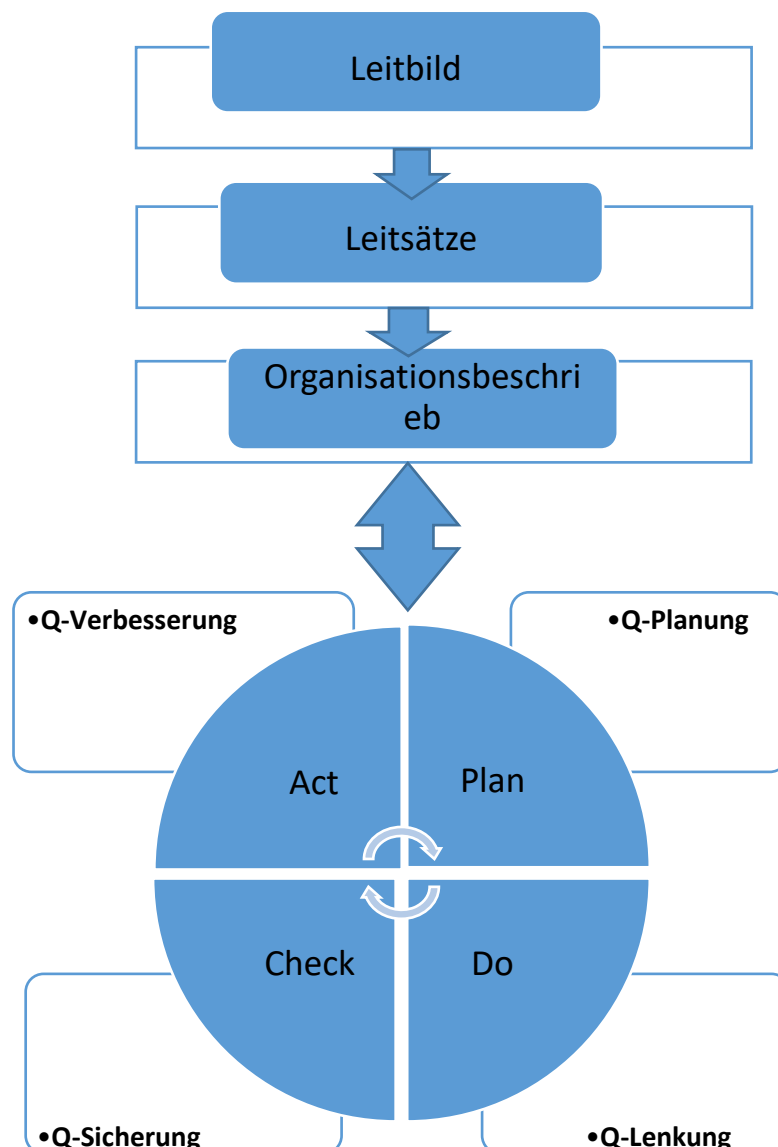 Leitbild
Leitsätze
Organisationsbeschri
eb
•Q-Verbesserung
•Q-Planung
Act
Plan
Check
Do
•Q-Sicherung
•Q-Lenkung